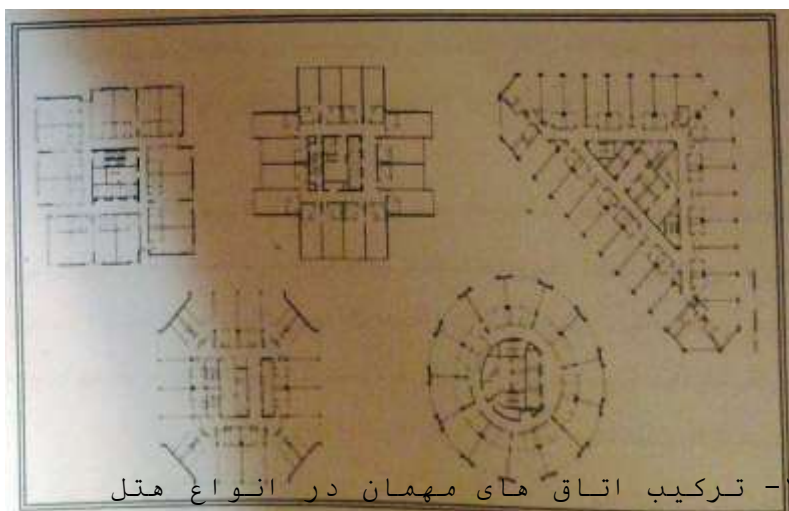 - ترکیب اتاق های مهمان در انواع هتل